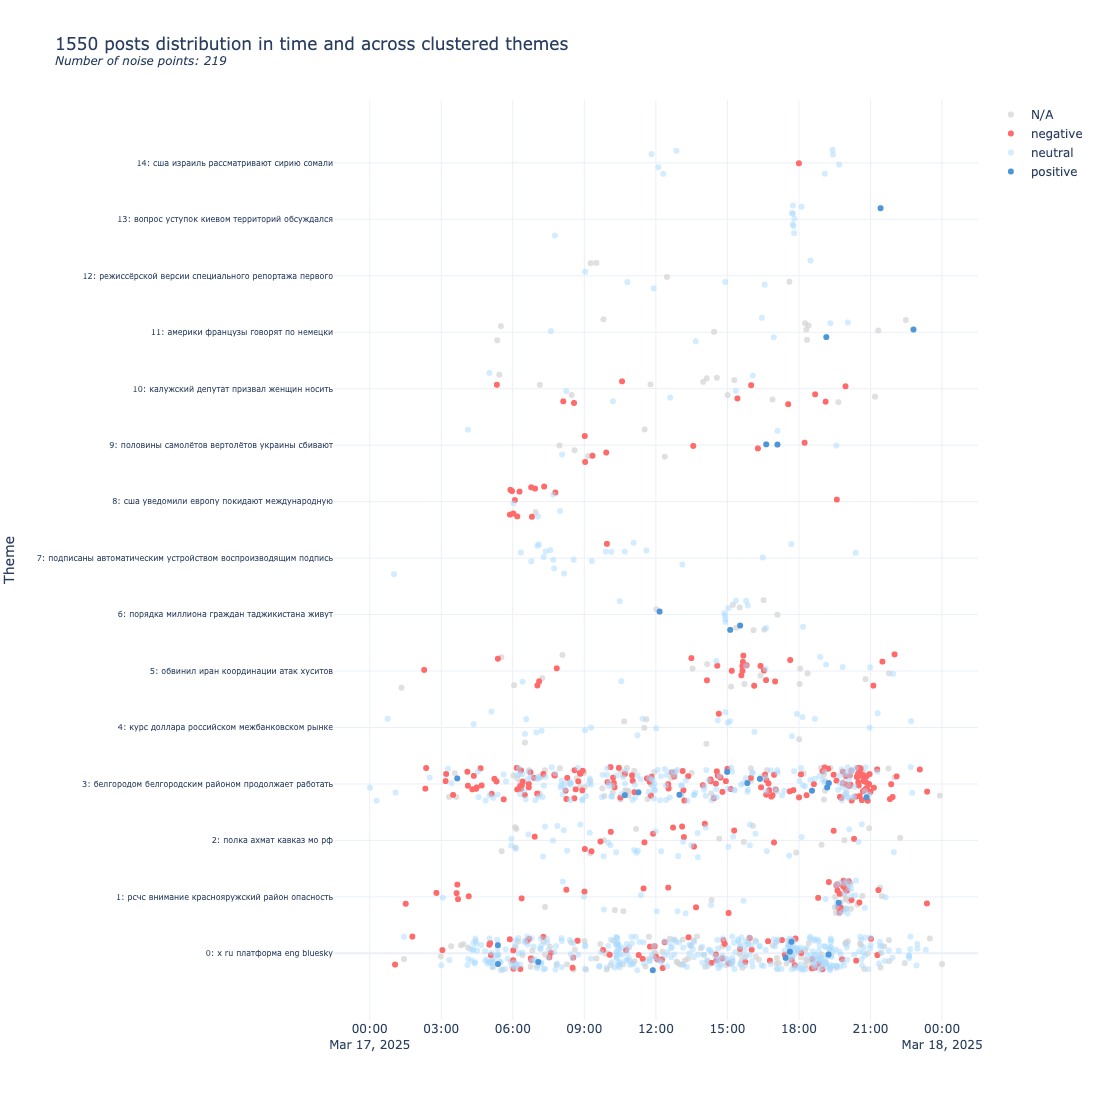 1550 posts distribution in time and across clustered themes
Number of noise points: 219
N/A
negative
neutral
positive
14: сша израиль рассматривают сирию сомали
13: вопрос уступок киевом территорий обсуждался
12: режиссёрской версии специального репортажа первого
11: америки французы говорят по немецки
10: калужский депутат призвал женщин носить
9: половины самолётов вертолётов украины сбивают
8: сша уведомили европу покидают международную
Theme
7: подписаны автоматическим устройством воспроизводящим подпись
6: порядка миллиона граждан таджикистана живут
5: обвинил иран координации атак хуситов
4: курс доллара российском межбанковском рынке
3: белгородом белгородским районом продолжает работать
2: полка ахмат кавказ мо рф
1: рсчс внимание краснояружский район опасность
0: x ru платформа eng bluesky
00:00 03:00 06:00 09:00 12:00 15:00 18:00 21:00 00:00
Mar 17, 2025 Mar 18, 2025